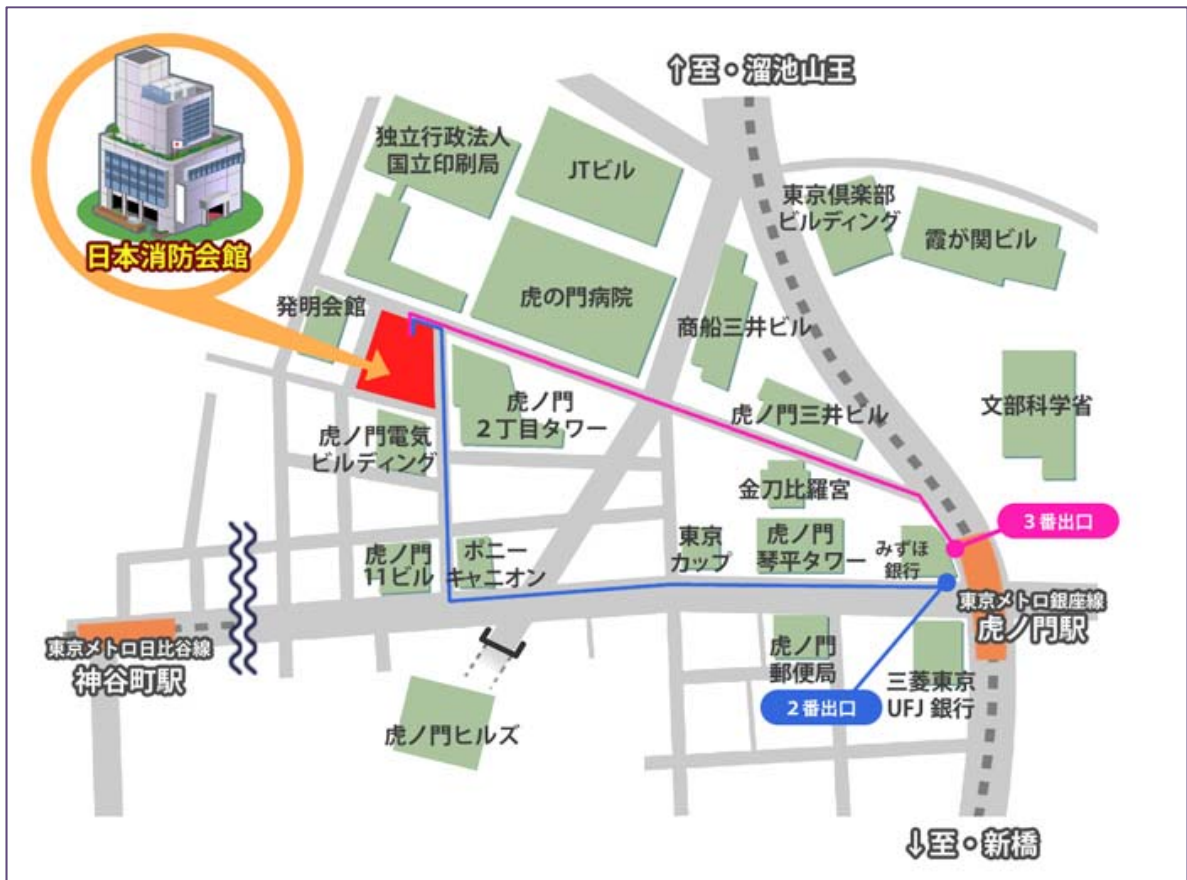 ↑至・溜池山王
独立行政法人
国立印刷局
JTビル
東京倶楽部
ビルディング
霞が関ビル
日本消防会館
発明会館
虎の門病院
商船三井ビル
虎ノ門
2丁目タワー
虎ノ門三井ビル
文部科学省
虎ノ門電気
ビルディング
金刀比羅宮
3番出口
虎ノ門
11ビル
ポニー
キャニオン
東京
カップ
虎ノ門
琴平タワー
みずほ
銀行
東京メトロ銀座線
虎ノ門駅
東京メトロ日比谷線
神谷町駅
虎ノ門
郵便局
三菱東京
UFJ 銀行
2番出口
虎ノ門ヒルズ
↓至・新橋